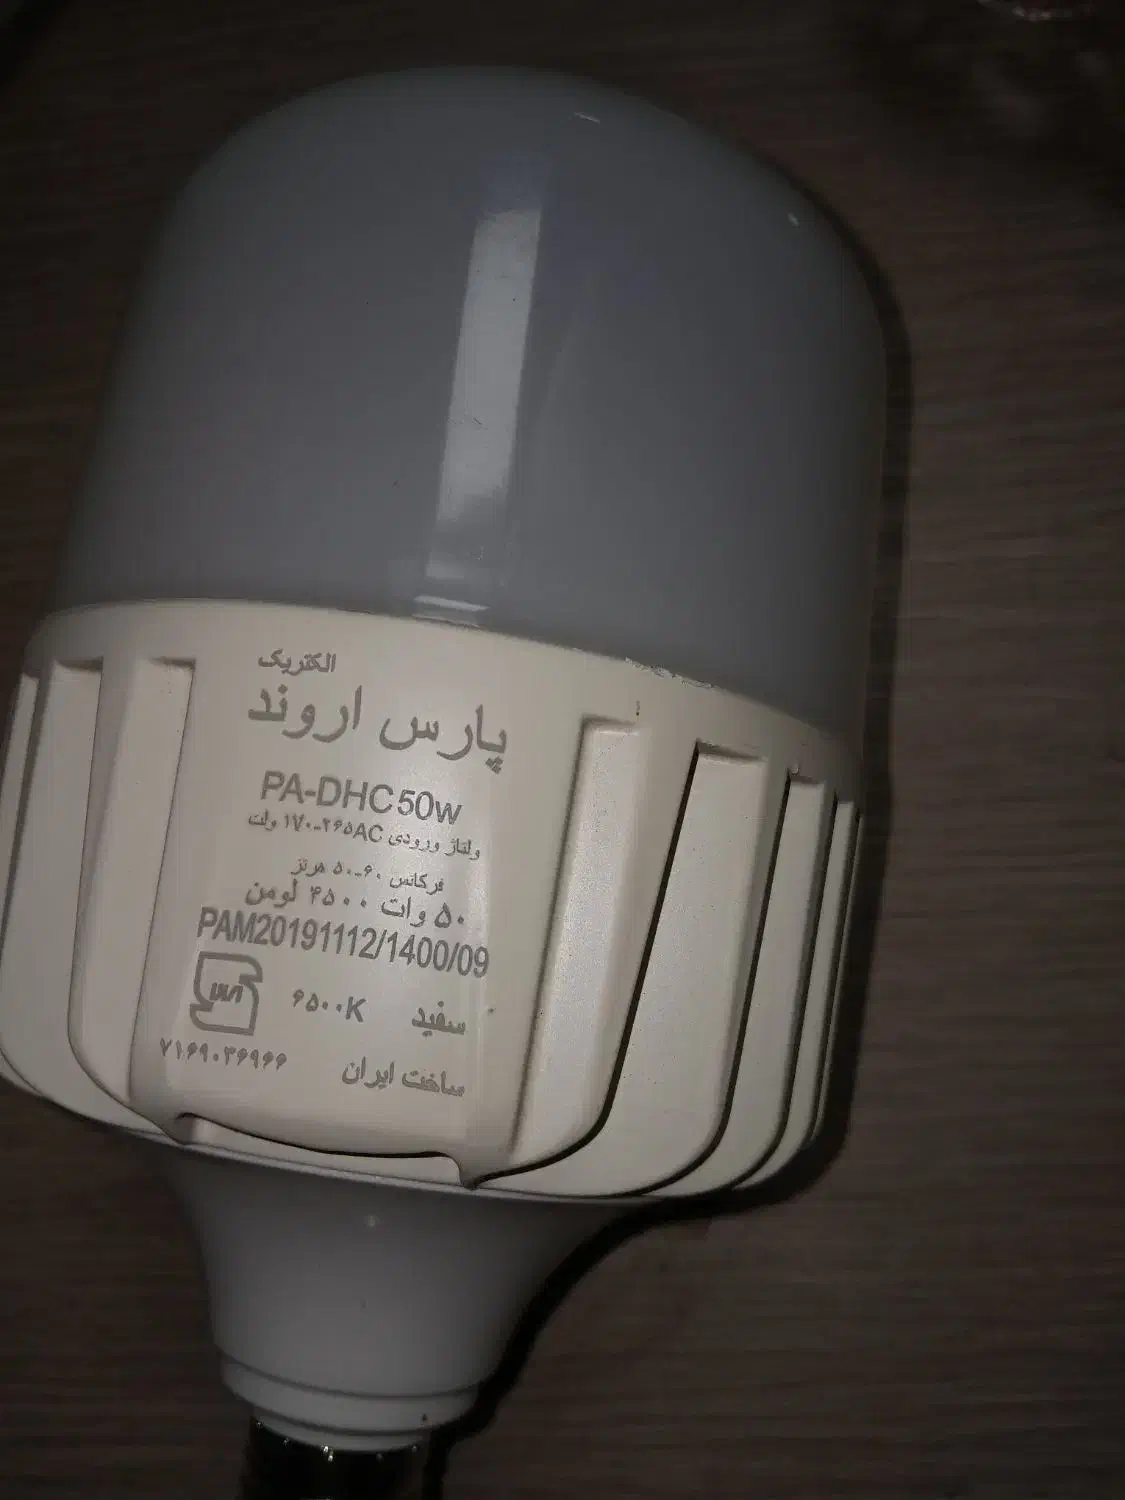 الکتریک
پارس اروند
PA-DHC50w
ولتاژ ورودی ۱۷۰-۲۶۵AC ولت
فرکانس ۶۰-۵۰ هرتز
۵۰ وات ۴۵۰۰ لومن
PAM20191112/1400/09
سفید ۶۵۰۰K
ساخت ایران ۷۱۶۹۰۳۶۹۶۶